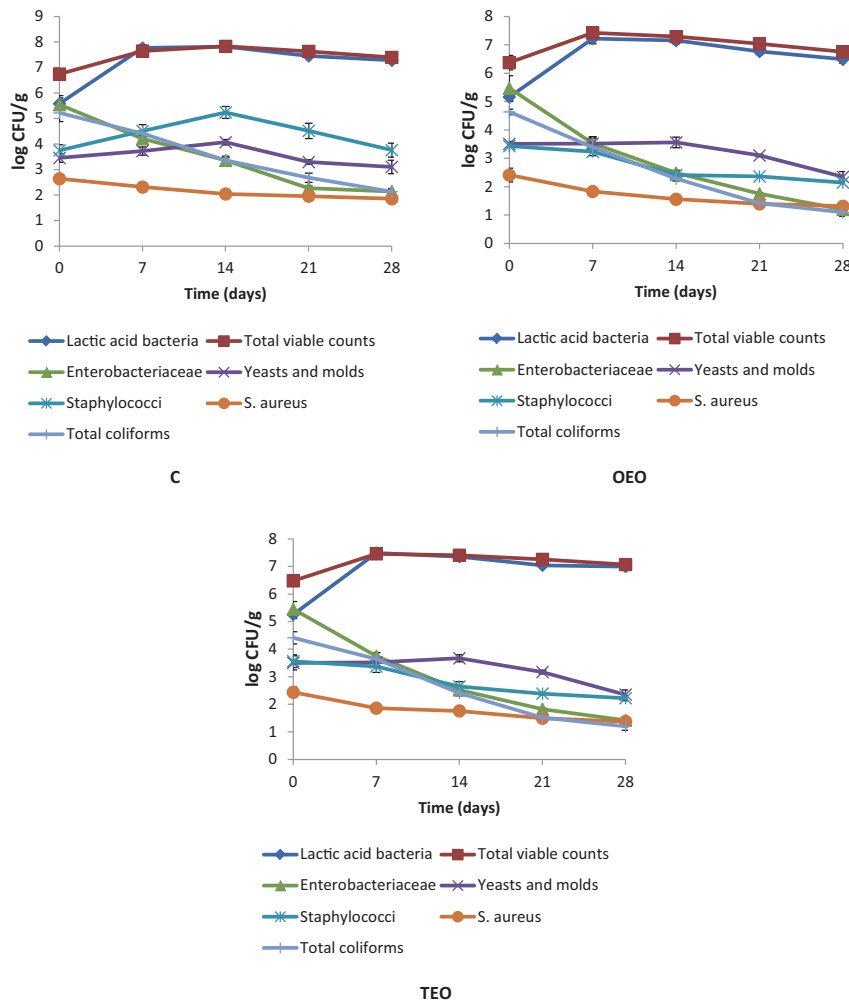 9
8
7
6
5
4
3
2
1
0
log CFU/g
0 7 14 21 28
Time (days)
Lactic acid bacteria Total viable counts
Enterobacteriaceae Yeasts and molds
Staphylococci S. aureus
Total coliforms
C
8
7
6
5
4
3
2
1
0
log CFU/g
0 7 14 21 28
Time (days)
Lactic acid bacteria Total viable counts
Enterobacteriaceae Yeasts and molds
Staphylococci S. aureus
Total coliforms
OEO
8
7
6
5
4
3
2
1
0
log CFU/g
0 7 14 21 28
Time (days)
Lactic acid bacteria Total viable counts
Enterobacteriaceae Yeasts and molds
Staphylococci S. aureus
Total coliforms
TEO